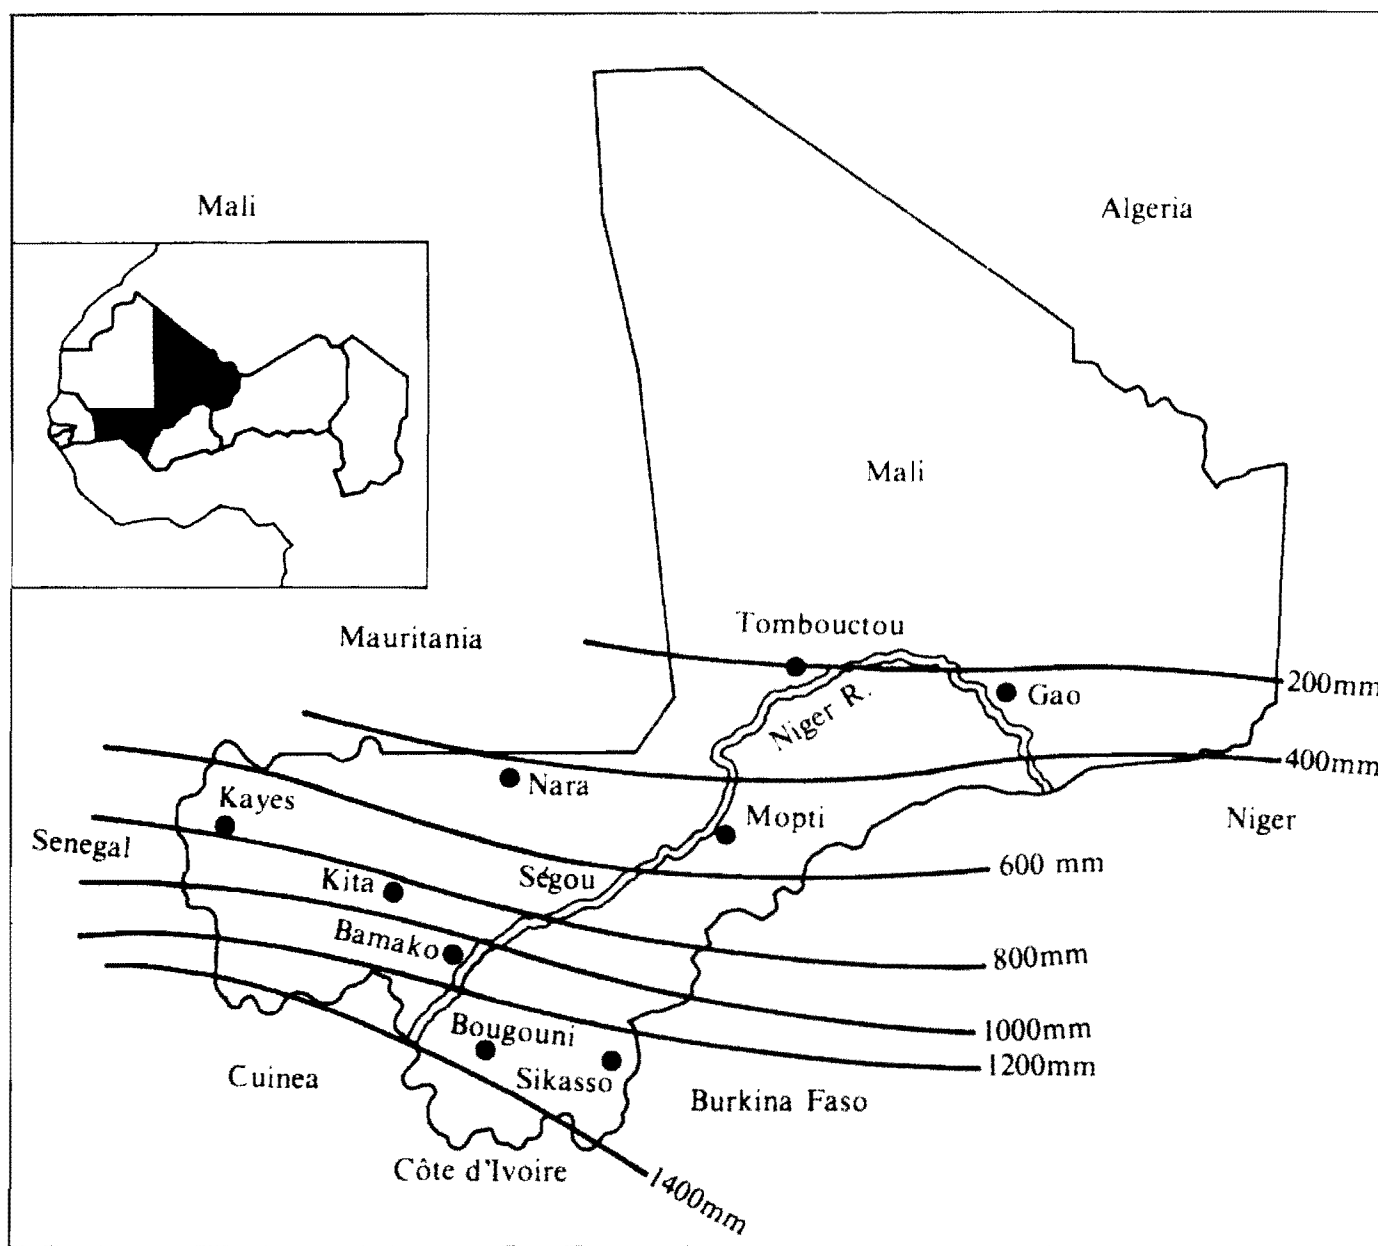 Mali
Algeria
Mali
Tombouctou
Mauritania
200mm
Gao
Niger R.
400mm
Nara
Kayes
Mopti
Niger
Senegal
600 mm
Kita
Ségou
Bamako
800mm
Bougouni
1000mm
1200mm
Sikasso
Cuinea
Burkina Faso
Côte d'Ivoire
1400mm